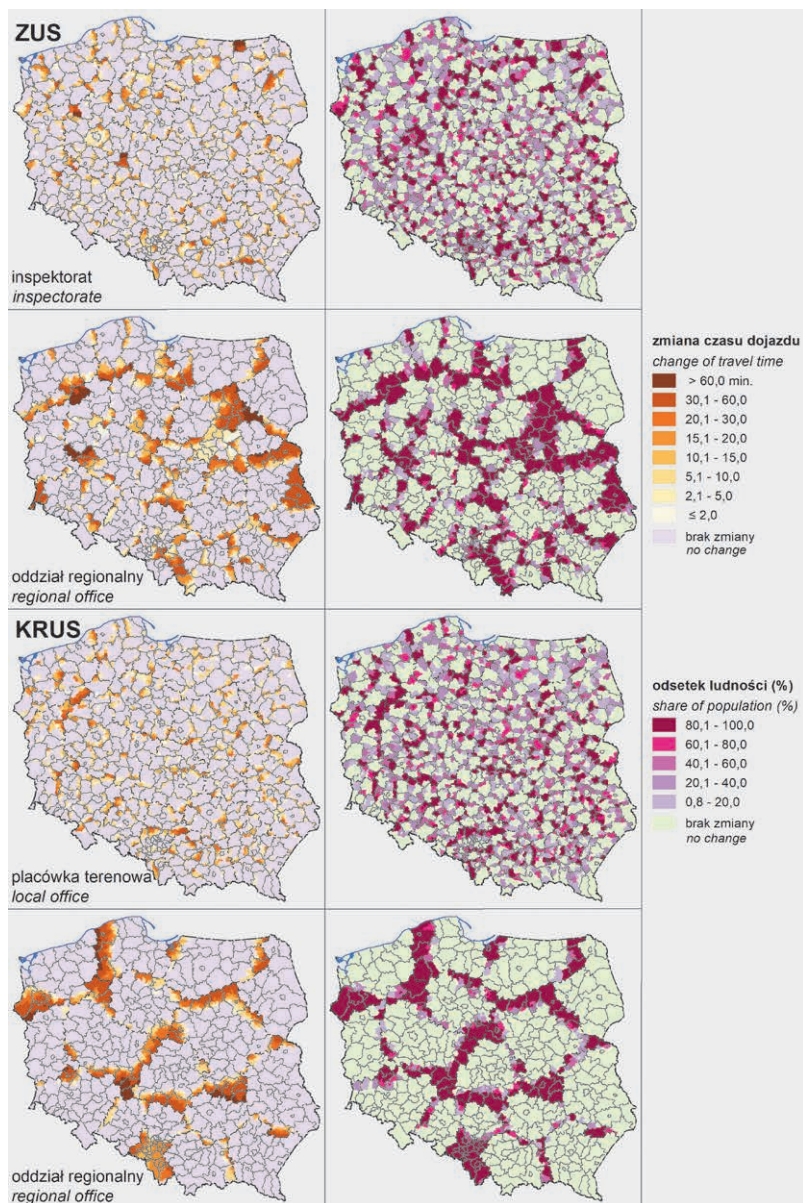 ZUS
inspektorat
inspectorate
oddział regionalny
regional office
zmiana czasu dojazdu
change of travel time
> 60,0 min.
30,1 - 60,0
20,1 - 30,0
15,1 - 20,0
10,1 - 15,0
5,1 - 10,0
2,1 - 5,0
≤ 2,0
brak zmiany
no change
KRUS
placówka terenowa
local office
odsetek ludności (%)
share of population (%)
80,1 - 100,0
60,1 - 80,0
40,1 - 60,0
20,1 - 40,0
0,8 - 20,0
brak zmiany
no change
oddział regionalny
regional office